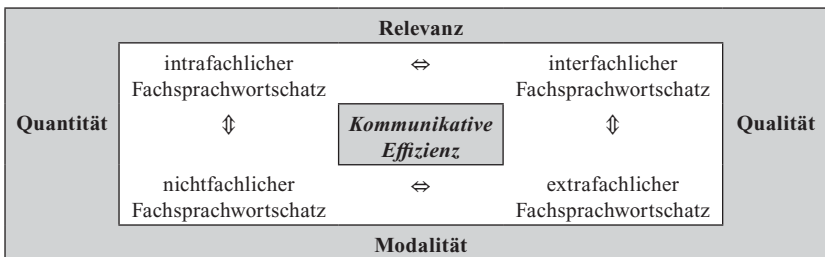 Relevanz
intrafachlicher ⇔ interfachlicher
Fachsprachwortschatz Fachsprachwortschatz
Quantität ⇕ Kommunikative ⇕ Qualität
Effizienz
nichtfachlicher ⇔ extrafachlicher
Fachsprachwortschatz Fachsprachwortschatz
Modalität